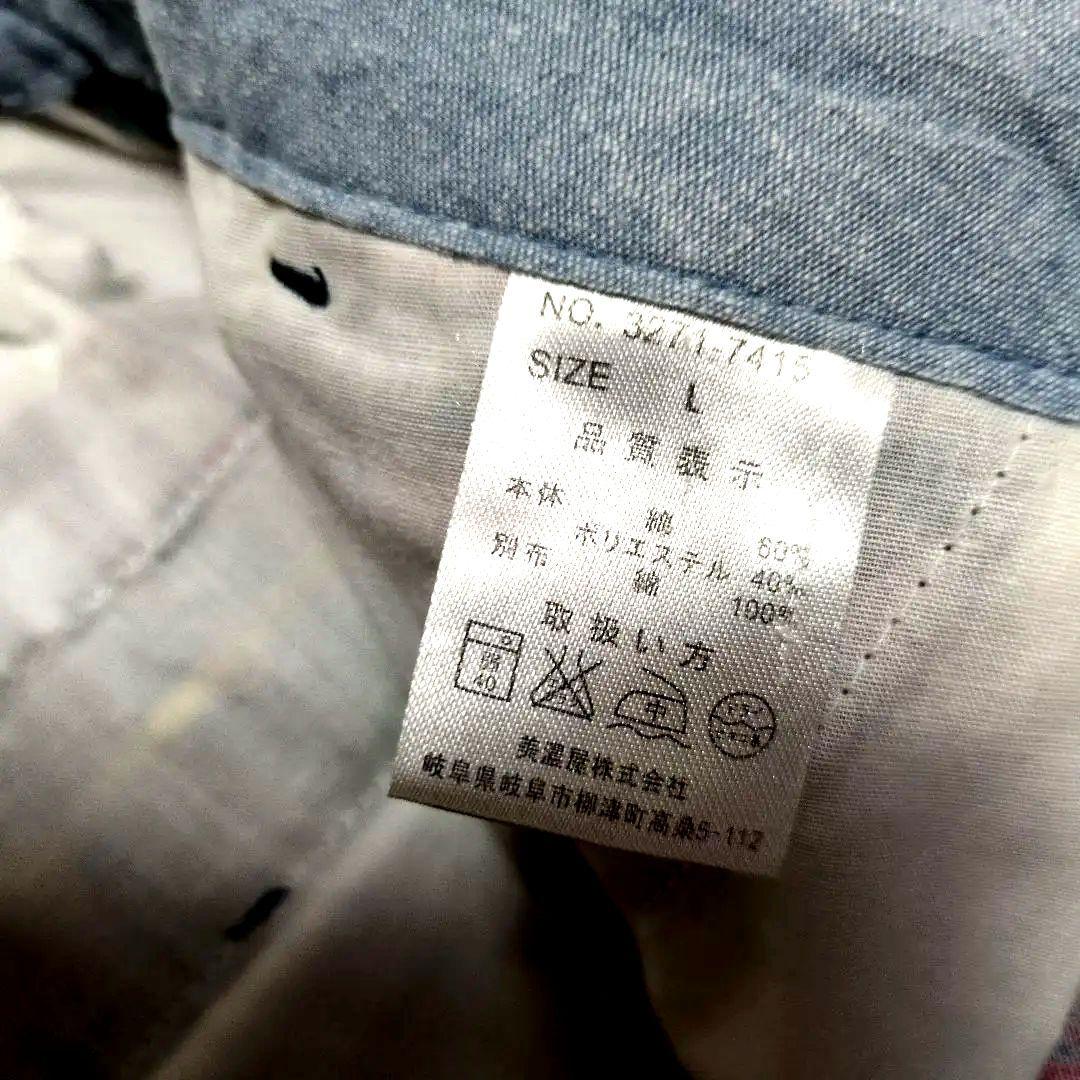 NO. 3271-7415
SIZE L
品質表示
本体 綿 60%
ポリエステル 40%
別布 綿 100%
取扱い方
40
中
美濃屋株式会社
岐阜県岐阜市柳津町高桑5-112